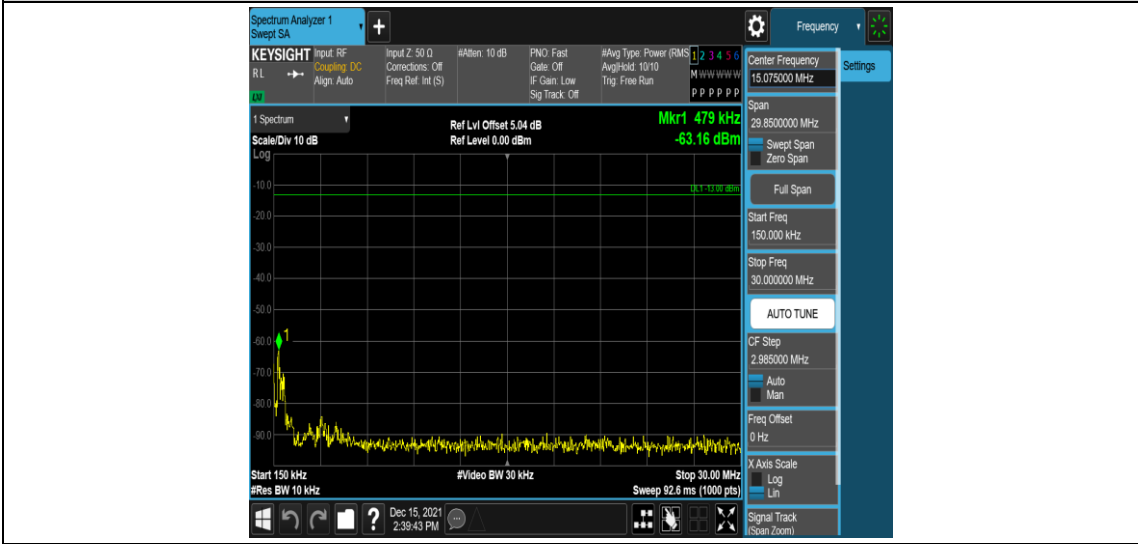 Spectrum Analyzer 1
Swept SA
Frequency
KEYSIGHT
RL
Input: RF
Coupling: DC
Align: Auto
Input Z: 50 Ω
Corrections: Off
Freq Ref: Int (S)
#Atten: 10 dB
PNO: Fast
Gate: Off
IF Gain: Low
Sig Track: Off
#Avg Type: Power (RMS
Avg|Hold: 10/10
Trig: Free Run
1 2 3 4 5 6
M W W W W W
P P P P P P
1 Spectrum
Scale/Div 10 dB
Log
Ref Lvl Offset 5.04 dB
Ref Level 0.00 dBm
Mkr1 479 kHz
-63.16 dBm
DL1 -13.00 dBm
-10.0
-20.0
-30.0
-40.0
-50.0
-60.0
-70.0
-80.0
-90.0
1
Start 150 kHz
#Res BW 10 kHz
#Video BW 30 kHz
Stop 30.00 MHz
Sweep 92.6 ms (1000 pts)
Dec 15, 2021
2:39:43 PM
Center Frequency
15.075000 MHz
Settings
Span
29.8500000 MHz
Swept Span
Zero Span
Full Span
Start Freq
150.000 kHz
Stop Freq
30.000000 MHz
AUTO TUNE
CF Step
2.985000 MHz
Auto
Man
Freq Offset
0 Hz
X Axis Scale
Log
Lin
Signal Track
(Span Zoom)